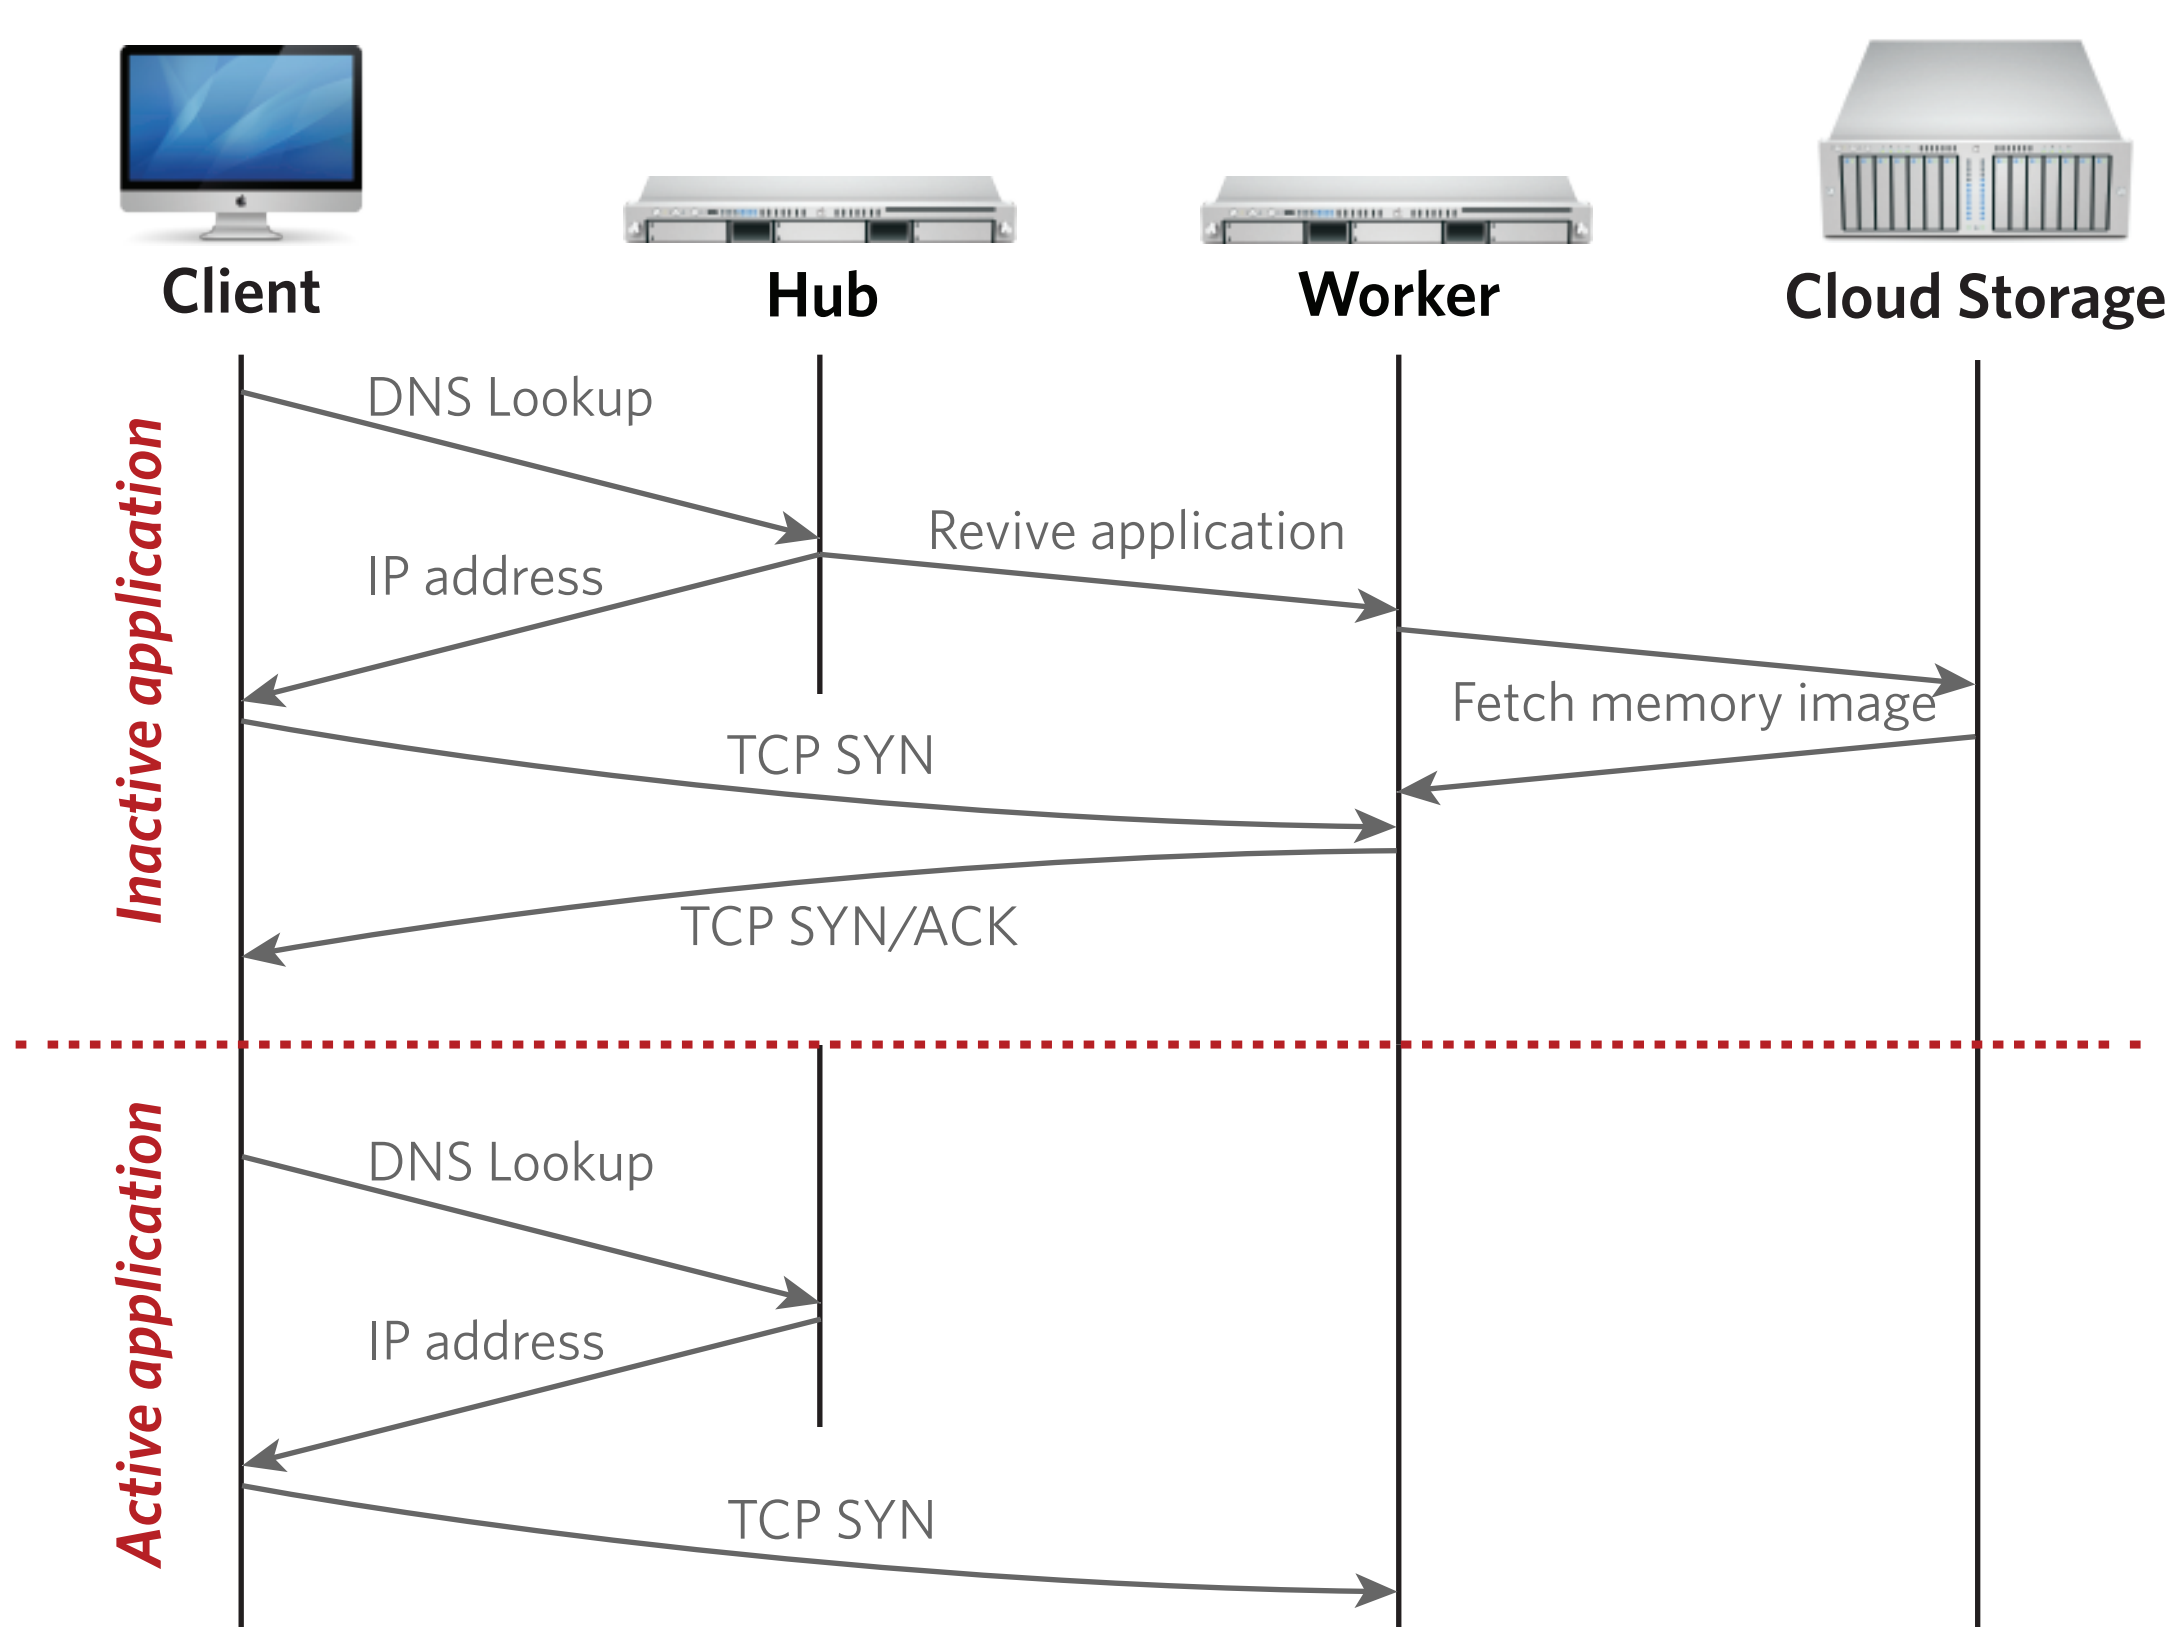 Client
Hub
Worker
Cloud Storage
Inactive application
DNS Lookup
Revive application
IP address
Fetch memory image
TCP SYN
TCP SYN/ACK
Active application
DNS Lookup
IP address
TCP SYN